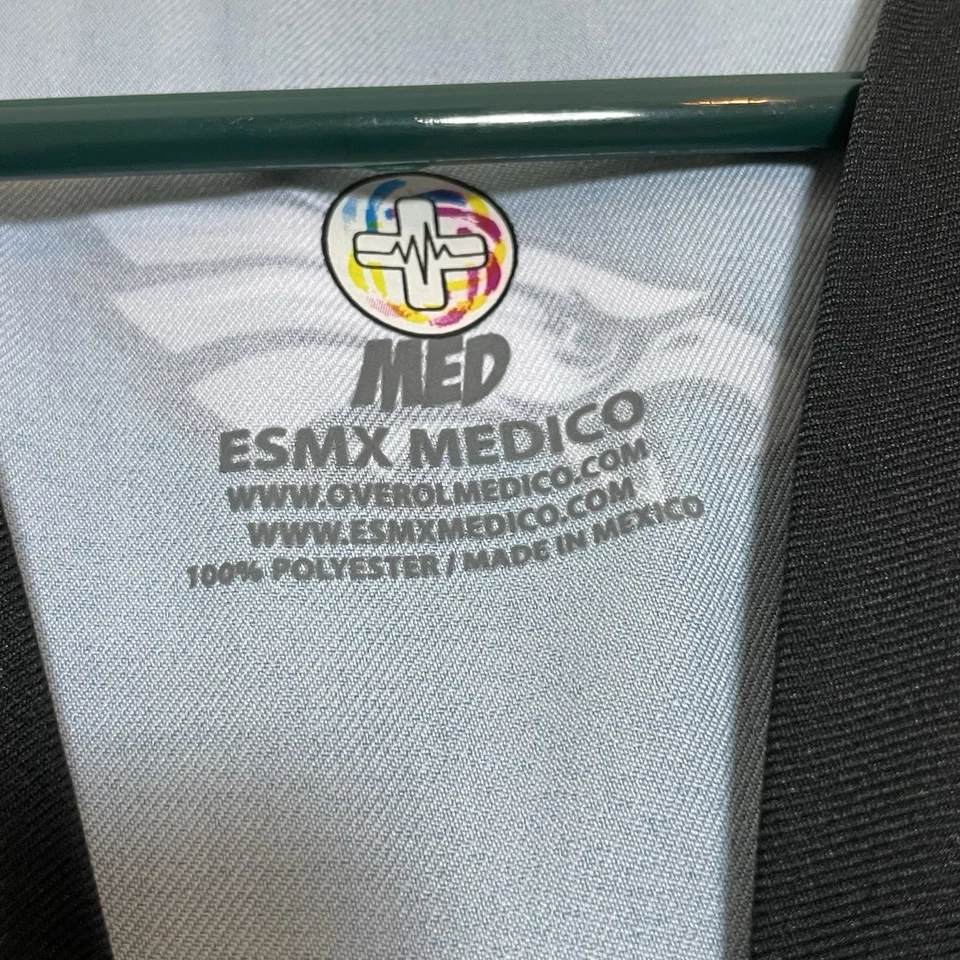 MED
ESMX MEDICO
WWW.OVEROLMEDICO.COM
WWW.ESMXMEDICO.COM
100% POLYESTER / MADE IN MEXICO